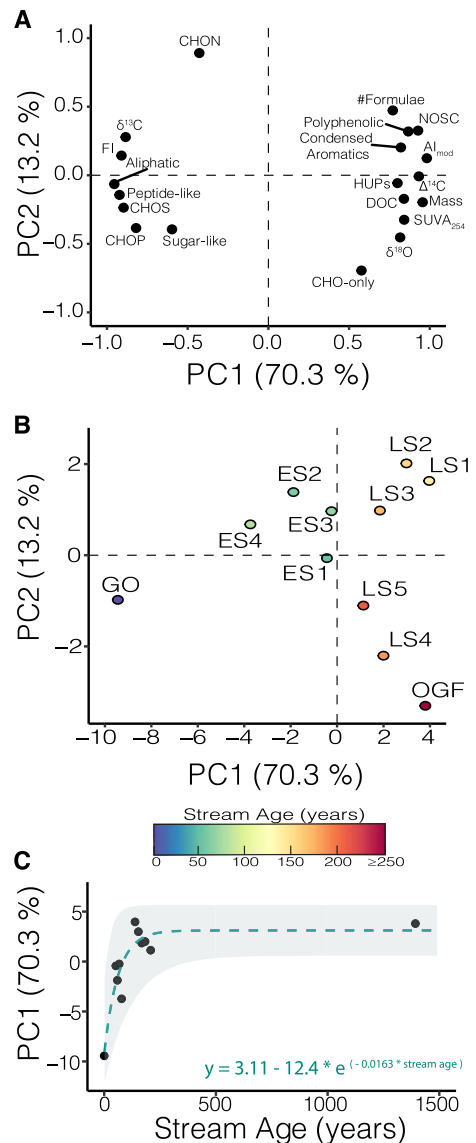 A
PC2 (13.2 %)
1.0
0.5
0.0
−0.5
−1.0
CHON
#Formulae
δ13C
Polyphenolic
NOSC
FI
Condensed
Aromatics
AImod
Aliphatic
Peptide-like
HUPs
Δ14C
CHOS
DOC
Mass
CHOP
Sugar-like
SUVA254
δ18O
CHO-only
−1.0 −0.5 0.0 0.5 1.0
PC1 (70.3 %)
B
PC2 (13.2 %)
2
0
−2
LS2
LS1
ES2
LS3
ES3
ES4
ES1
GO
LS5
LS4
OGF
−10 −8 −6 −4 −2 0 2 4
PC1 (70.3 %)
Stream Age (years)
0 50 100 150 200 ≥250
C
PC1 (70.3 %)
5
0
−5
−10
y = 3.11 - 12.4 * e ( - 0.0163 * stream age )
0 500 1000 1500
Stream Age (years)